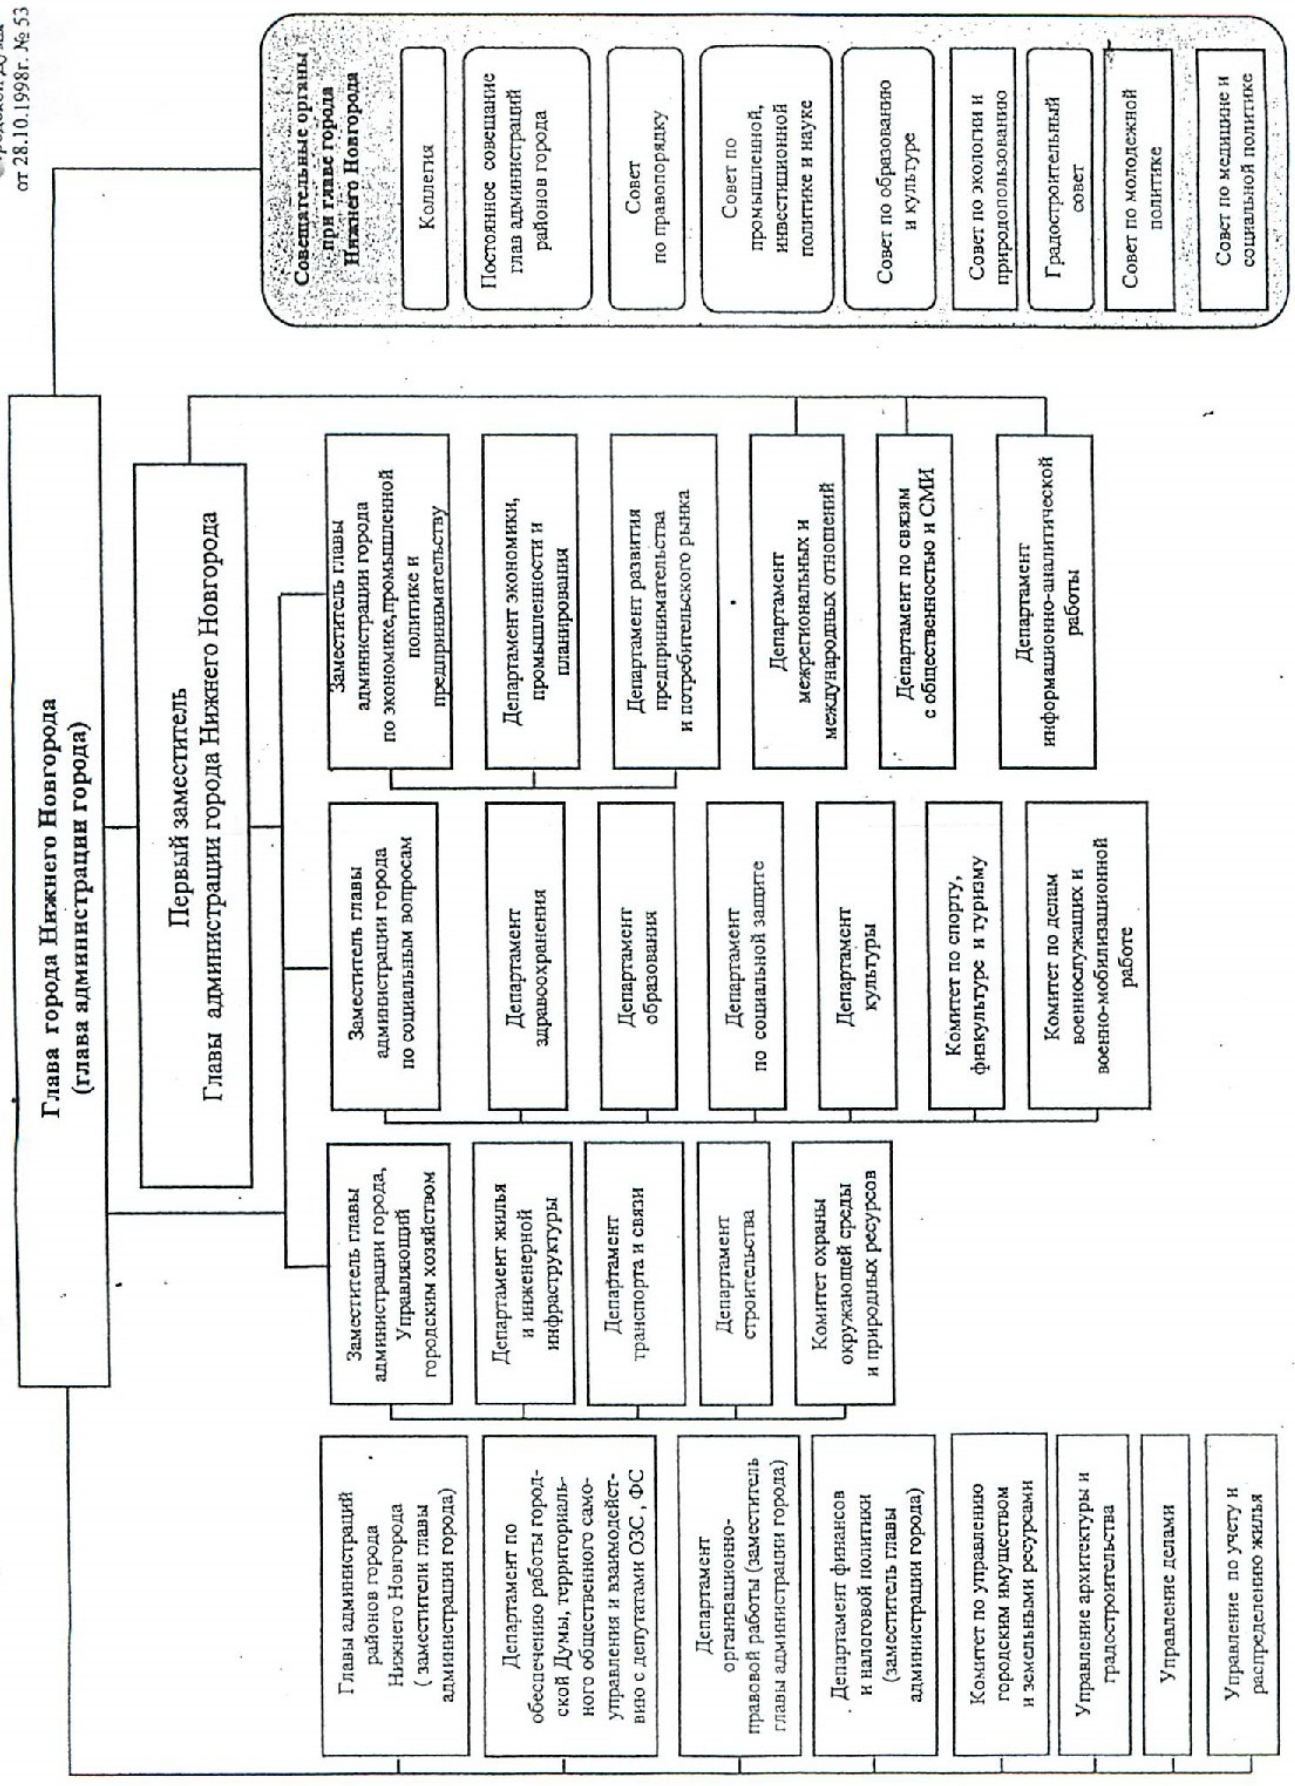 от 28.10.1998г. № 53
Глава города Нижнего Новгорода
(глава администрации города)
Первый заместитель
Главы администрации города Нижнего Новгорода
Главы администраций
районов города
Нижнего Новгорода
( заместители главы
администрации города)
Департамент по
обеспечению работы город-
ской Думы, территориаль-
ного общественного само-
управления и взаимодейст-
вию с депутатами ОЗС , ФС
Департамент
организационно-
правовой работы (заместитель
главы администрации города)
Департамент финансов
и налоговой политики
(заместитель главы
администрации города)
Комитет по управлению
городским имуществом
и земельными ресурсами
Управление архитектуры и
градостроительства
Управление делами
Управление по учету и
распределению жилья
Заместитель главы
администрации города,
Управляющий
городским хозяйством
Департамент жилья
и инженерной
инфраструктуры
Департамент
транспорта и связи
Департамент
строительства
Комитет охраны
окружающей среды
и природных ресурсов
Заместитель главы
администрации города
по социальным вопросам
Департамент
здравоохранения
Департамент
образования
Департамент
по социальной защите
Департамент
культуры
Комитет по спорту,
физкультуре и туризму
Комитет по делам
военнослужащих и
военно-мобилизационной
работе
Заместитель главы
администрации города
по экономике,промышленной
политике и
предпринимательству
Департамент экономики,
промышленности и
планирования
Департамент развития
предпринимательства
и потребительского рынка
Департамент
межрегиональных и
международных отношений
Департамент по связям
с общественностью и СМИ
Департамент
информационно-аналитической
работы
Совещательные органы
при главе города
Нижнего Новгорода
Коллегия
Постоянное совещание
глав администраций
районов города
Совет
по правопорядку
Совет по
промышленной,
инвестиционной
политике и науке
Совет по образованию
и культуре
Совет по экологии и
природопользованию
Градостроительный
совет
Совет по молодежной
политике
Совет по медицине и
социальной политике